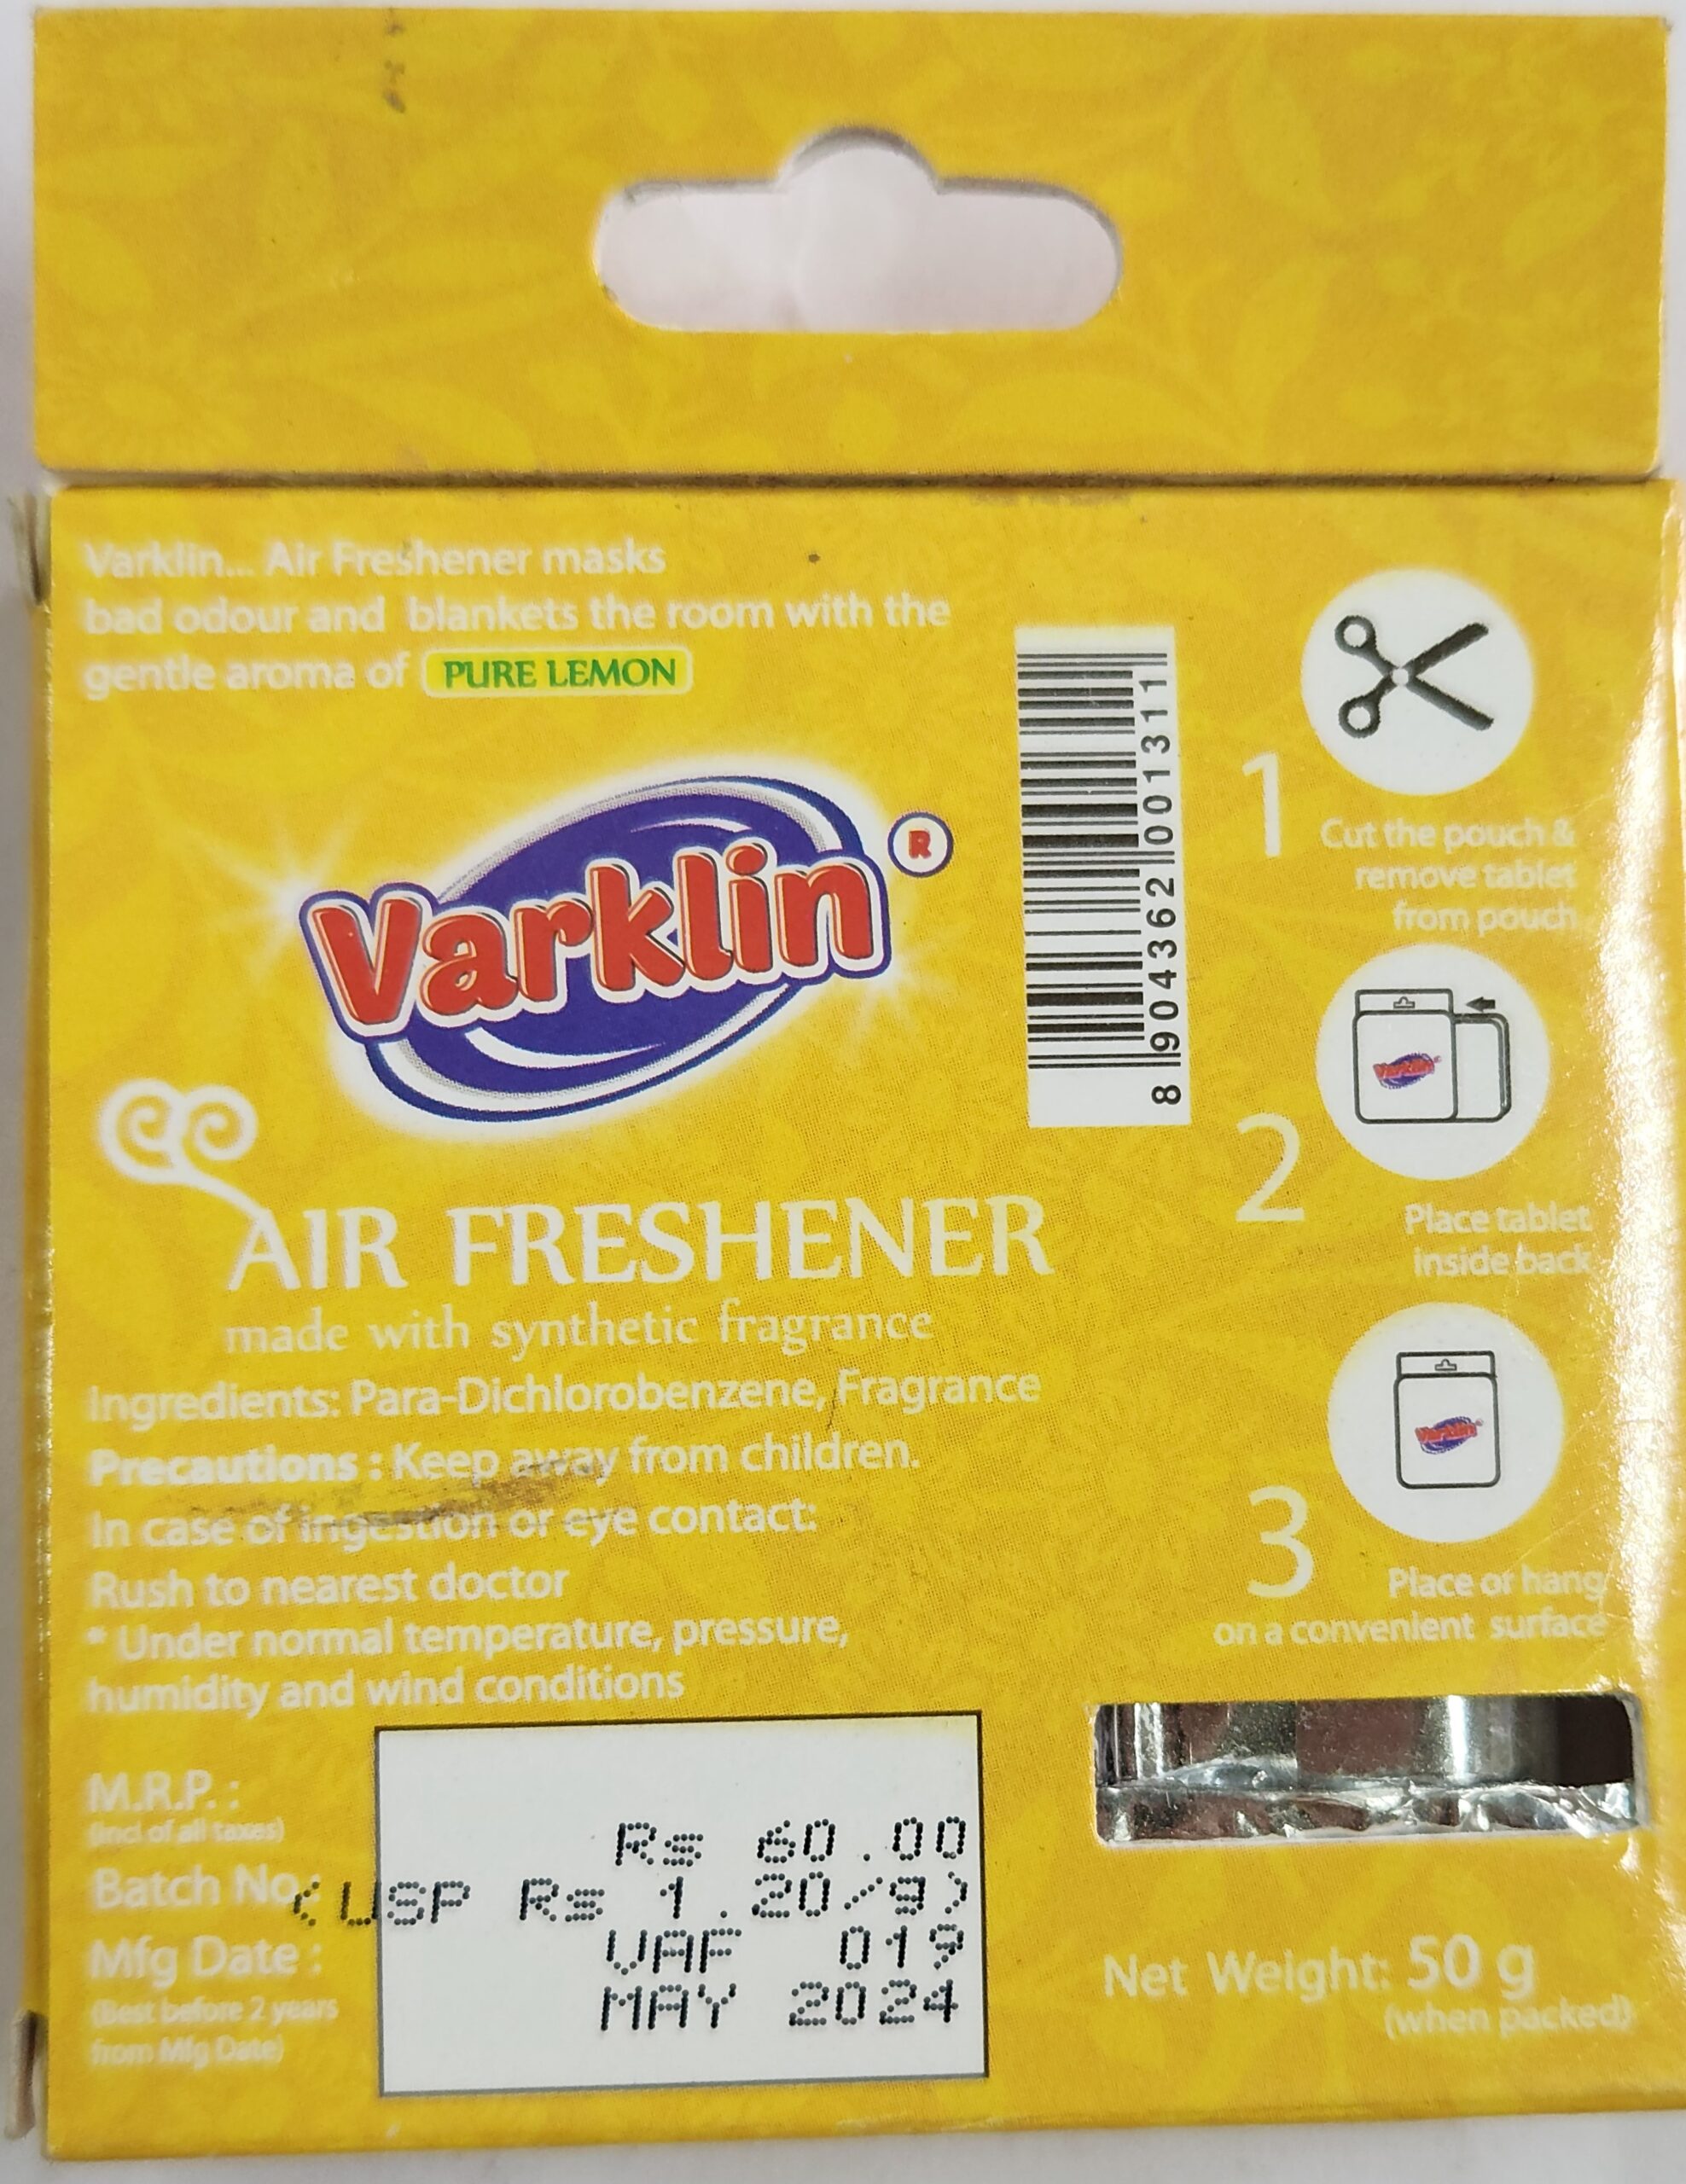 Varklin... Air Freshener masks
bad odour and blankets the room with the
gentle aroma of PURE LEMON
Varklin ®
AIR FRESHENER
made with synthetic fragrance
Ingredients: Para-Dichlorobenzene, Fragrance
Precautions : Keep away from children.
In case of ingestion or eye contact:
Rush to nearest doctor
* Under normal temperature, pressure,
humidity and wind conditions
M.R.P. :
(incl of all taxes)
Rs 60.00
Batch No.:
(USP Rs 1.20/g)
VAF 019
Mfg Date :
MAY 2024
(Best before 2 years
from Mfg Date)
8 904362 001311
1
Cut the pouch &
remove tablet
from pouch
Varklin
2
Place tablet
inside back
Varklin
3
Place or hang
on a convenient surface
Net Weight: 50 g
(when packed)